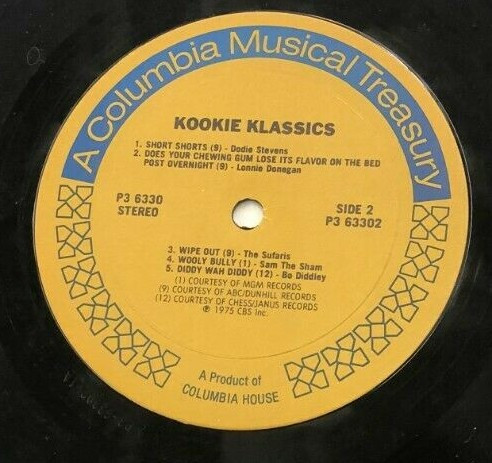 A Columbia Musical Treasury
KOOKIE KLASSICS
1. SHORT SHORTS (9) - Dodie Stevens
2. DOES YOUR CHEWING GUM LOSE ITS FLAVOR ON THE BED
POST OVERNIGHT (9) - Lonnie Donegan
P3 6330
STEREO
SIDE 2
P3 63302
3. WIPE OUT (9) - The Sufaris
4. WOOLY BULLY (1) - Sam The Sham
5. DIDDY WAH DIDDY (12) - Bo Diddley
(1) COURTESY OF MGM RECORDS
(9) COURTESY OF ABC/DUNHILL RECORDS
(12) COURTESY OF CHESS/JANUS RECORDS
℗ 1975 CBS Inc.
A Product of
COLUMBIA HOUSE